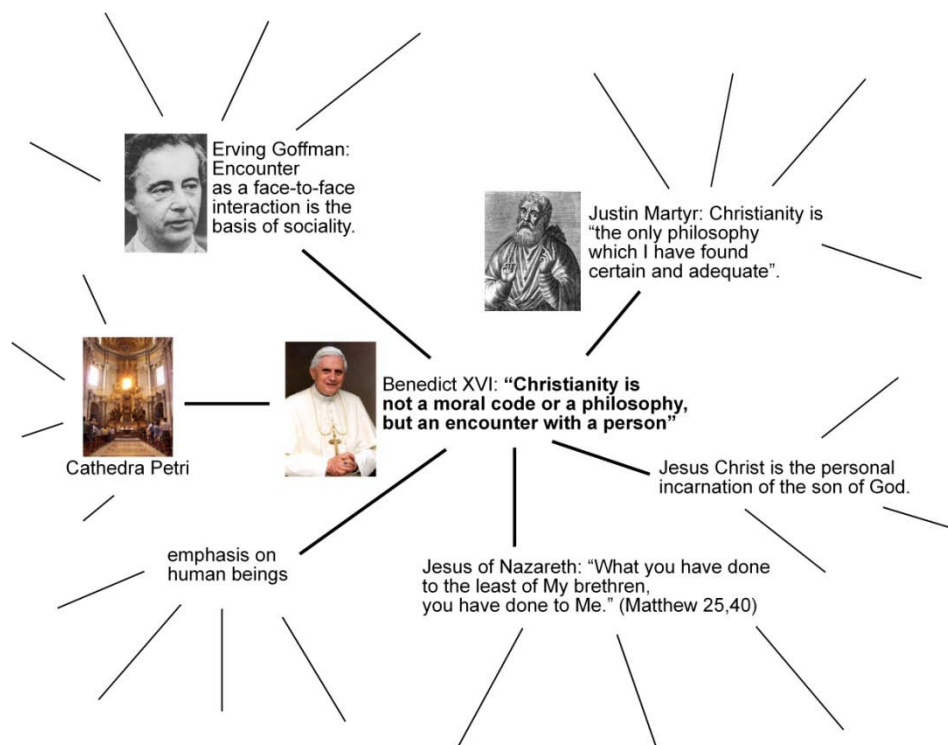 Erving Goffman:
Encounter
as a face-to-face
interaction is the
basis of sociality.
Justin Martyr: Christianity is
“the only philosophy
which I have found
certain and adequate”.
Benedict XVI: “Christianity is
not a moral code or a philosophy,
but an encounter with a person”
Cathedra Petri
Jesus Christ is the personal
incarnation of the son of God.
emphasis on
human beings
Jesus of Nazareth: “What you have done
to the least of My brethren,
you have done to Me.” (Matthew 25,40)